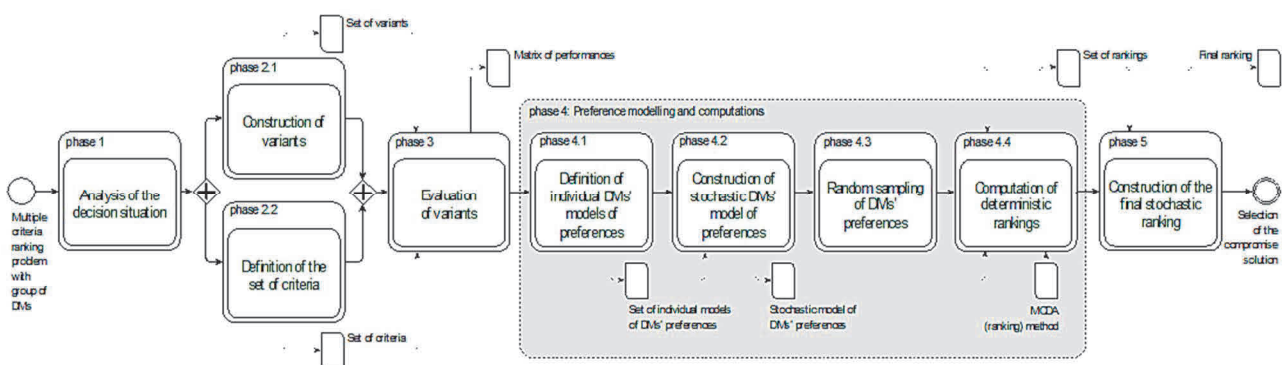 Set of variants
phase 2.1
Construction of
variants
Matrix of performances
Set of rankings
Final ranking
phase 4: Preference modelling and computations
phase 1
Analysis of the
decision situation
phase 3
Evaluation
of variants
phase 4.1
Definition of
individual DMs'
models of
preferences
phase 4.2
Construction of
stochastic DMs'
model of
preferences
phase 4.3
Random sampling
of DMs'
preferences
phase 4.4
Computation of
deterministic
rankings
phase 5
Construction of the
final stochastic
ranking
Multiple
criteria
ranking
problem
with
group of
DMs
phase 2.2
Definition of the
set of criteria
Selection
of the
compromise
solution
Set of individual models
of DMs' preferences
Stochastic model of
DMs' preferences
MCDA
(ranking) method
Set of criteria